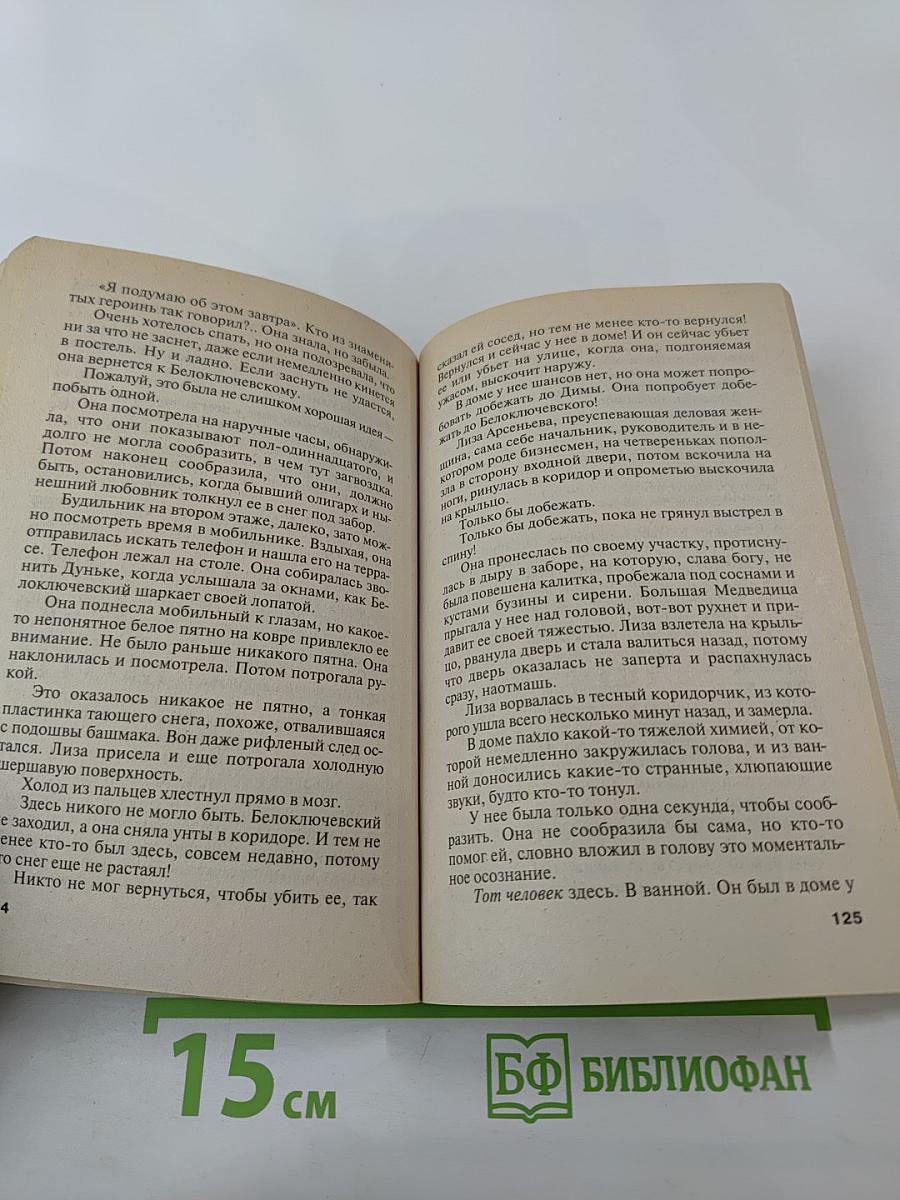 «Я подумаю об этом завтра». Кто из знамени-
тых героинь так говорил?.. Она знала, но забыла.
Очень хотелось спать, но она подозревала, что
ни за что не заснет, даже если немедленно кинется
в постель. Ну и ладно. Если заснуть не удастся,
она вернется к Белоключевскому.
Пожалуй, это была не слишком хорошая идея —
побыть одной.
Она посмотрела на наручные часы, обнаружи-
ла, что они показывают пол-одиннадцатого, и
долго не могла сообразить, в чем тут загвоздка.
Потом наконец сообразила, что они, должно
быть, остановились, когда бывший олигарх и ны-
нешний любовник толкнул ее в снег под забор.
Будильник на втором этаже, далеко, зато мож-
но посмотреть время в мобильнике. Вздыхая, она
отправилась искать телефон и нашла его на терра-
се. Телефон лежал на столе. Она собиралась зво-
нить Дуньке, когда услышала за окнами, как Бе-
лоключевский шаркает своей лопатой.
Она поднесла мобильный к глазам, но какое-
то непонятное белое пятно на ковре привлекло ее
внимание. Не было раньше никакого пятна. Она
наклонилась и посмотрела. Потом потрогала ру-
кой.
Это оказалось никакое не пятно, а тонкая
пластинка тающего снега, похоже, отвалившаяся
с подошвы башмака. Вон даже рифленый след ос-
тался. Лиза присела и еще потрогала холодную
шершавую поверхность.
Холод из пальцев хлестнул прямо в мозг.
Здесь никого не могло быть. Белоключевский
е заходил, а она сняла унты в коридоре. И тем не
енее кто-то был здесь, совсем недавно, потому
то снег еще не растаял!
Никто не мог вернуться, чтобы убить ее, так
4
сказал ей сосед, но тем не менее кто-то вернулся!
Вернулся и сейчас у нее в доме! И он сейчас убьет
ее или убьет на улице, когда она, подгоняемая
ужасом, выскочит наружу.
В доме у нее шансов нет, но она может попро-
бовать добежать до Димы. Она попробует добе-
жать до Белоключевского!
Лиза Арсеньева, преуспевающая деловая жен-
щина, сама себе начальник, руководитель и в не-
котором роде бизнесмен, на четвереньках попол-
зла в сторону входной двери, потом вскочила на
ноги, ринулась в коридор и опрометью выскочила
на крыльцо.
Только бы добежать.
Только бы добежать, пока не грянул выстрел в
спину!
Она пронеслась по своему участку, протисну-
лась в дыру в заборе, на которую, слава богу, не
была повешена калитка, пробежала под соснами и
кустами бузины и сирени. Большая Медведица
прыгала у нее над головой, вот-вот рухнет и при-
давит ее своей тяжестью. Лиза взлетела на крыль-
цо, рванула дверь и стала валиться назад, потому
что дверь оказалась не заперта и распахнулась
сразу, наотмашь.
Лиза ворвалась в тесный коридорчик, из кото-
рого ушла всего несколько минут назад, и замерла.
В доме пахло какой-то тяжелой химией, от ко-
торой немедленно закружилась голова, и из ван-
ной доносились какие-то странные, хлюпающие
звуки, будто кто-то тонул.
У нее была только одна секунда, чтобы сооб-
разить. Она не сообразила бы сама, но кто-то
помог ей, словно вложил в голову это моменталь-
ное осознание.
Тот человек здесь. В ванной. Он был в доме у
125
15 см
БФ БИБЛИОФАН